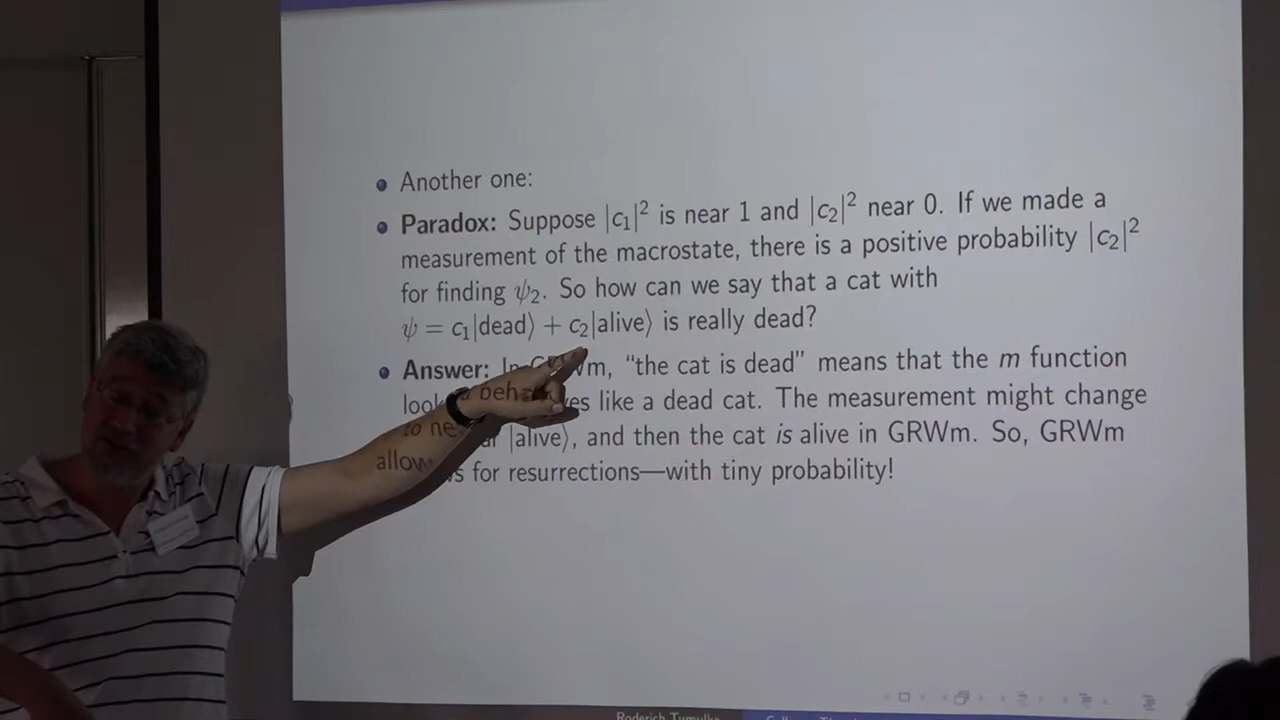 Another one:
Paradox: Suppose |c₁|² is near 1 and |c₂|² near 0. If we made a
measurement of the macrostate, there is a positive probability |c₂|²
for finding ψ₂. So how can we say that a cat with
ψ = c₁|dead⟩ + c₂|alive⟩ is really dead?
Answer: In GRWm, "the cat is dead" means that the m function
like a dead cat. The measurement might change
|alive⟩, and then the cat is alive in GRWm. So, GRWm
allows for resurrections—with tiny probability!
Roderich Tumulka